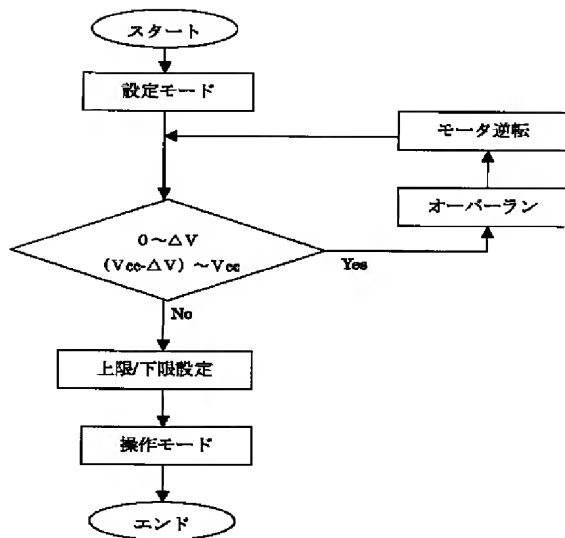 スタート
設定モード
モータ逆転
オーバーラン
0〜△V
(Vcc-△V)〜Vcc
Yes
No
上限/下限設定
操作モード
エンド